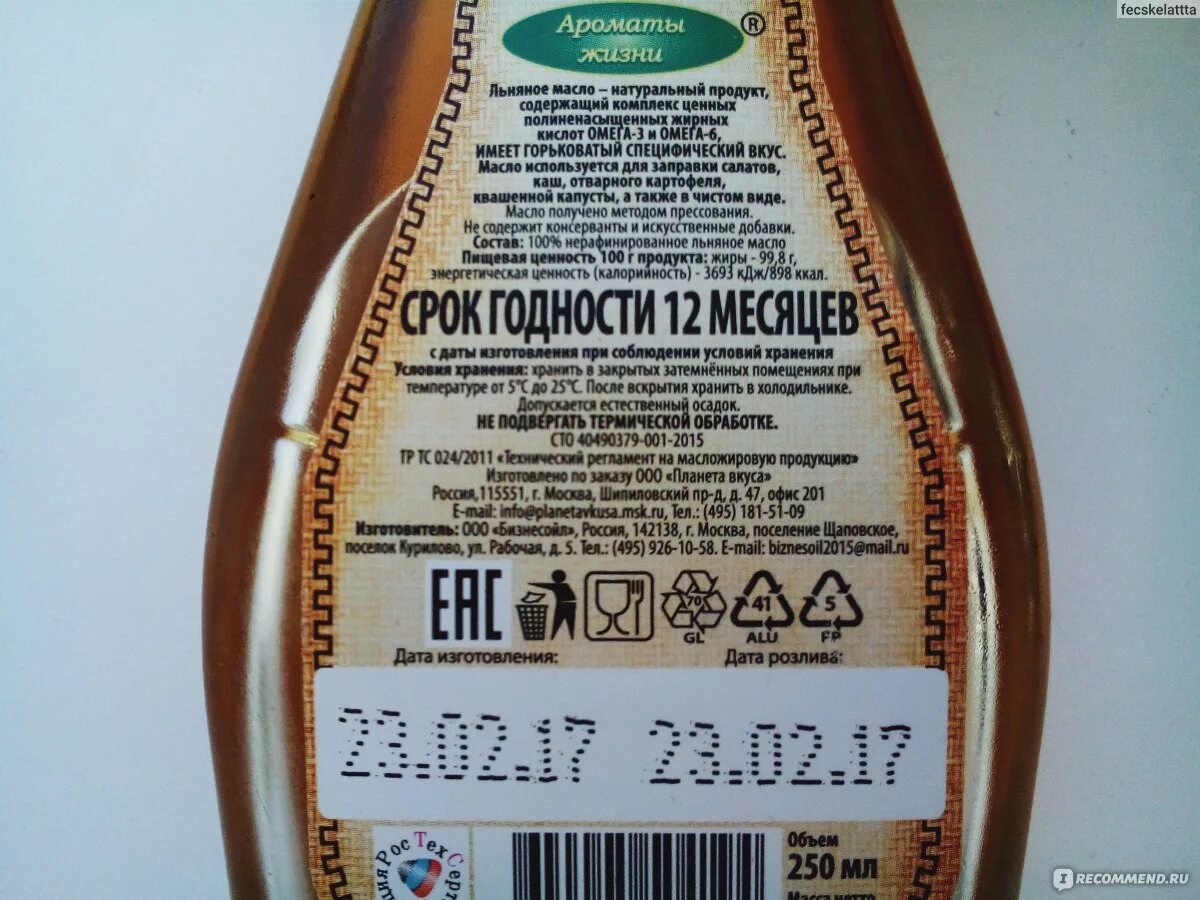 fecskelattta
Ароматы ®
жизни
Льняное масло – натуральный продукт,
содержащий комплекс ценных
полиненасыщенных жирных
кислот ОМЕГА-3 и ОМЕГА-6,
ИМЕЕТ ГОРЬКОВАТЫЙ СПЕЦИФИЧЕСКИЙ ВКУС.
Масло используется для заправки салатов,
каш, отварного картофеля,
квашенной капусты, а также в чистом виде.
Масло получено методом прессования.
Не содержит консерванты и искусственные добавки.
Состав: 100% нерафинированное льняное масло
Пищевая ценность 100 г продукта: жиры - 99,8 г,
энергетическая ценность (калорийность) - 3693 кДж/898 ккал.
СРОК ГОДНОСТИ 12 МЕСЯЦЕВ
с даты изготовления при соблюдении условий хранения
Условия хранения: хранить в закрытых затемнённых помещениях при
температуре от 5°С до 25°С. После вскрытия хранить в холодильнике.
Допускается естественный осадок.
НЕ ПОДВЕРГАТЬ ТЕРМИЧЕСКОЙ ОБРАБОТКЕ.
СТО 40490379-001-2015
ТР ТС 024/2011 «Технический регламент на масложировую продукцию»
Изготовлено по заказу ООО «Планета вкуса»
Россия,115551, г. Москва, Шипиловский пр-д, д. 47, офис 201
E-mail: info@planetavkusa.msk.ru, Тел.: (495) 181-51-09
Изготовитель: ООО «Бизнесойл», Россия, 142138, г. Москва, поселение Щаповское,
поселок Курилово, ул. Рабочая, д. 5. Тел.: (495) 926-10-58. E-mail: biznesoil2015@mail.ru
EAC 70 41 5
GL ALU PP
Дата изготовления: Дата розлива:
23.02.17 23.02.17
РосТехСерт
Объем
250 мл
Масса нетто
IRECOMMEND.RU